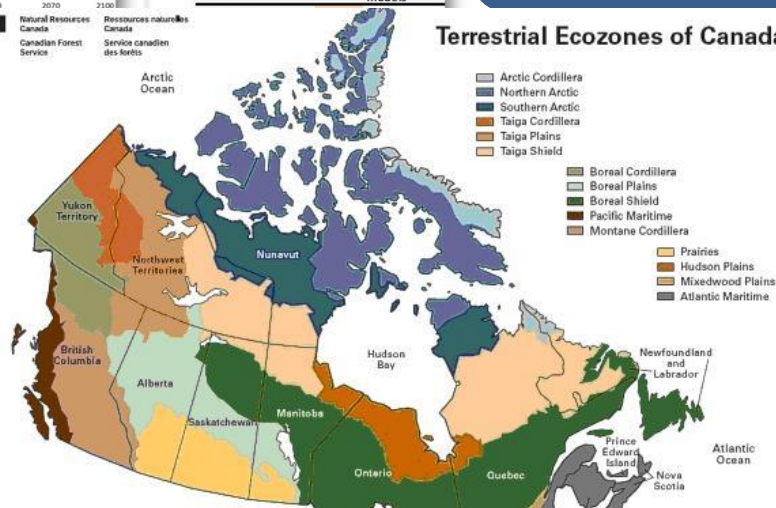 2070 2100
models
Natural Resources
Canada
Ressources naturelles
Canada
Canadian Forest
Service
Service canadien
des forêts
Terrestrial Ecozones of Canada
Arctic
Ocean
Arctic Cordillera
Northern Arctic
Southern Arctic
Taiga Cordillera
Taiga Plains
Taiga Shield
Boreal Cordillera
Boreal Plains
Boreal Shield
Pacific Maritime
Montane Cordillera
Prairies
Hudson Plains
Mixedwood Plains
Atlantic Maritime
Yukon
Territory
Northwest
Territories
Nunavut
British
Columbia
Alberta
Saskatchewan
Manitoba
Hudson
Bay
Ontario
Quebec
Newfoundland
and
Labrador
Prince
Edward
Island
Nova
Scotia
Atlantic
Ocean